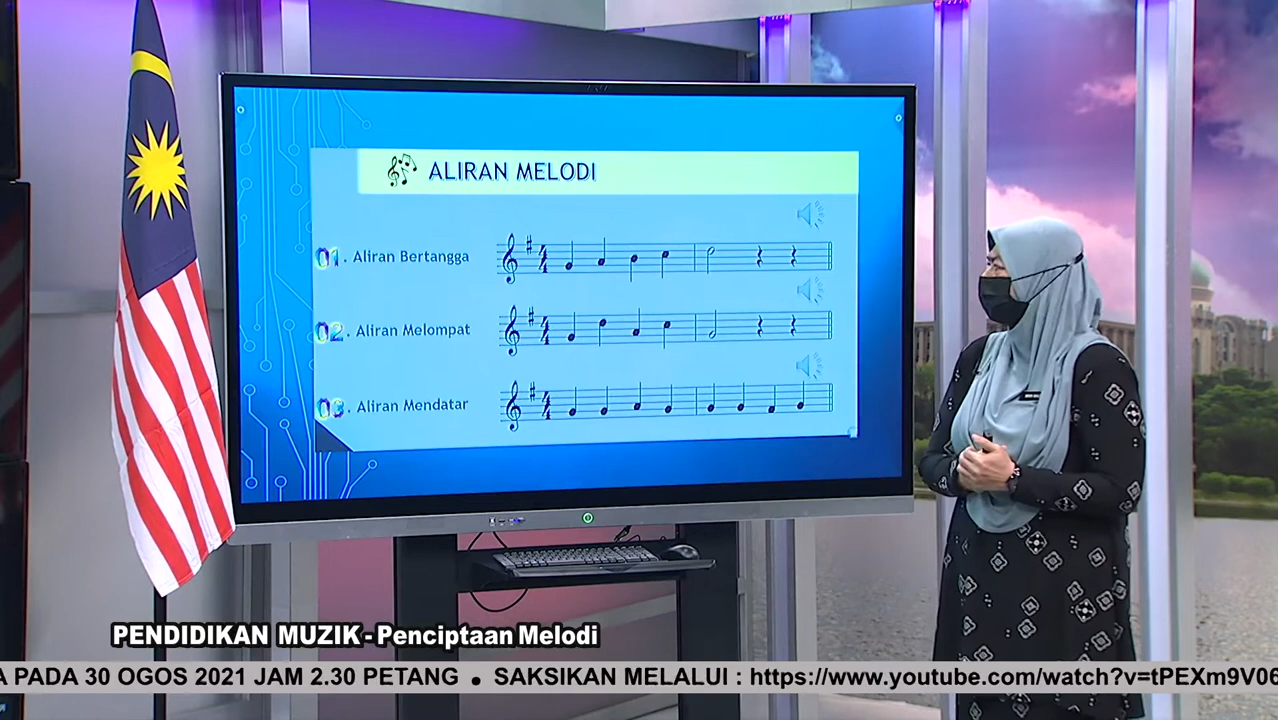 ALIRAN MELODI
01. Aliran Bertangga
02. Aliran Melompat
03. Aliran Mendatar
PENDIDIKAN MUZIK - Penciptaan Melodi
A PADA 30 OGOS 2021 JAM 2.30 PETANG ● SAKSIKAN MELALUI : https://www.youtube.com/watch?v=tPEXm9V06